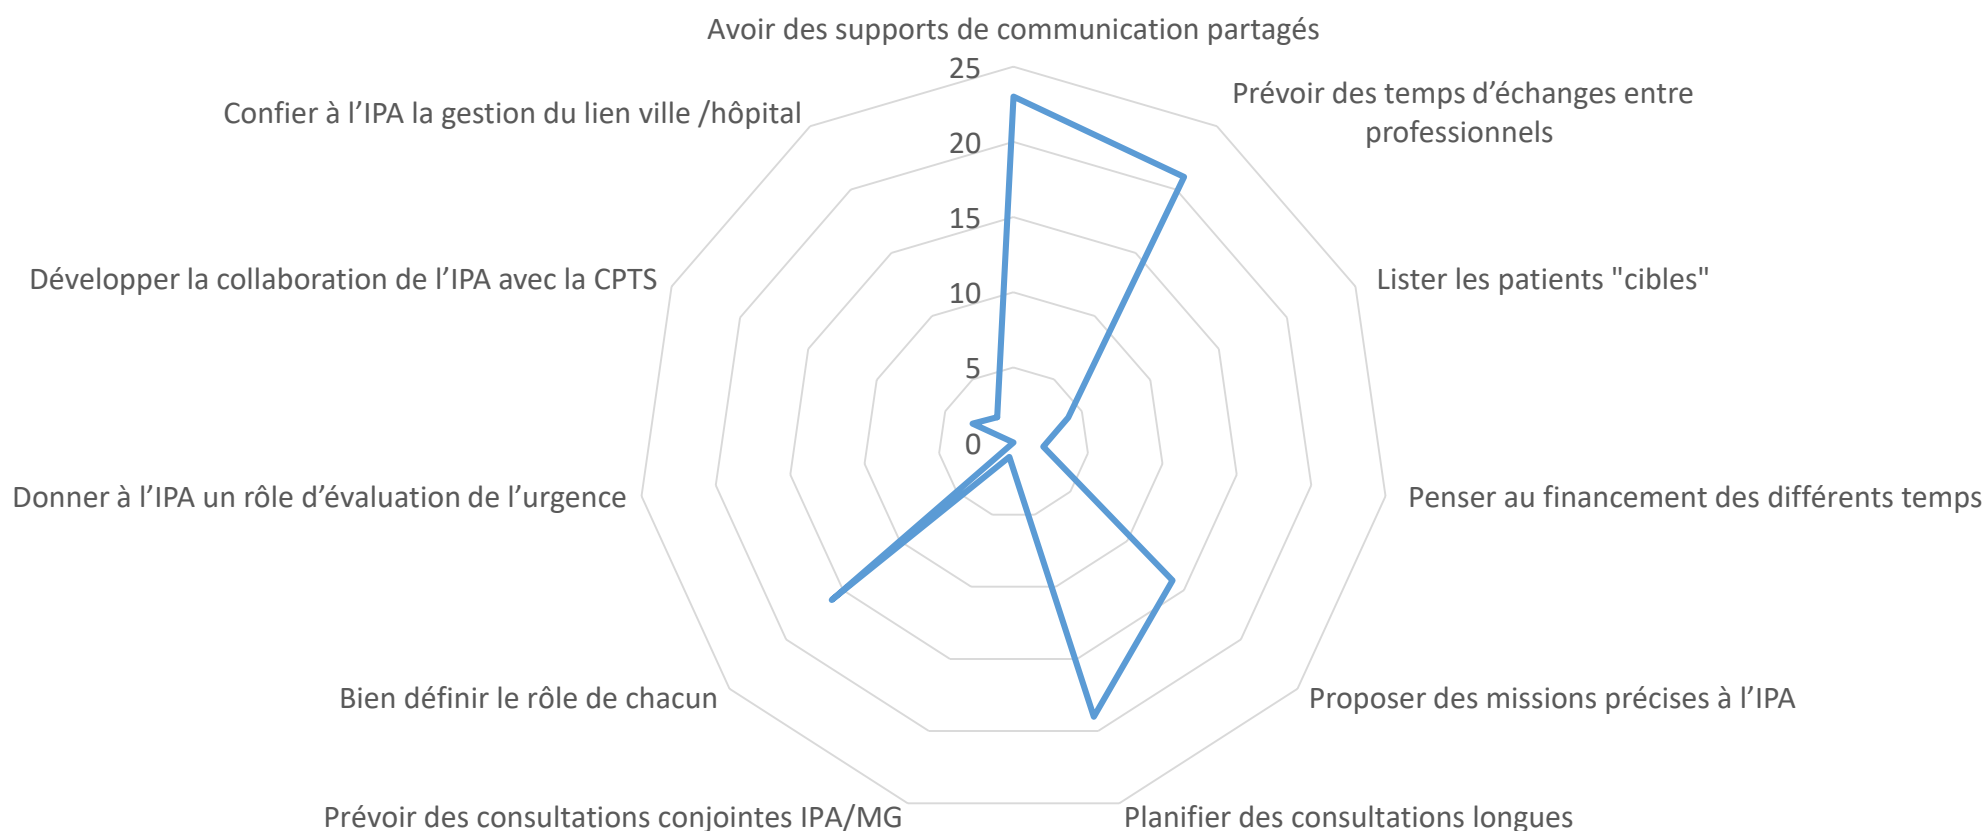 Avoir des supports de communication partagés
25
Prévoir des temps d’échanges entre
professionnels
Confier à l’IPA la gestion du lien ville /hôpital
20
15
Lister les patients "cibles"
Développer la collaboration de l’IPA avec la CPTS
10
5
0
Penser au financement des différents temps
Donner à l’IPA un rôle d’évaluation de l’urgence
Proposer des missions précises à l’IPA
Bien définir le rôle de chacun
Planifier des consultations longues
Prévoir des consultations conjointes IPA/MG